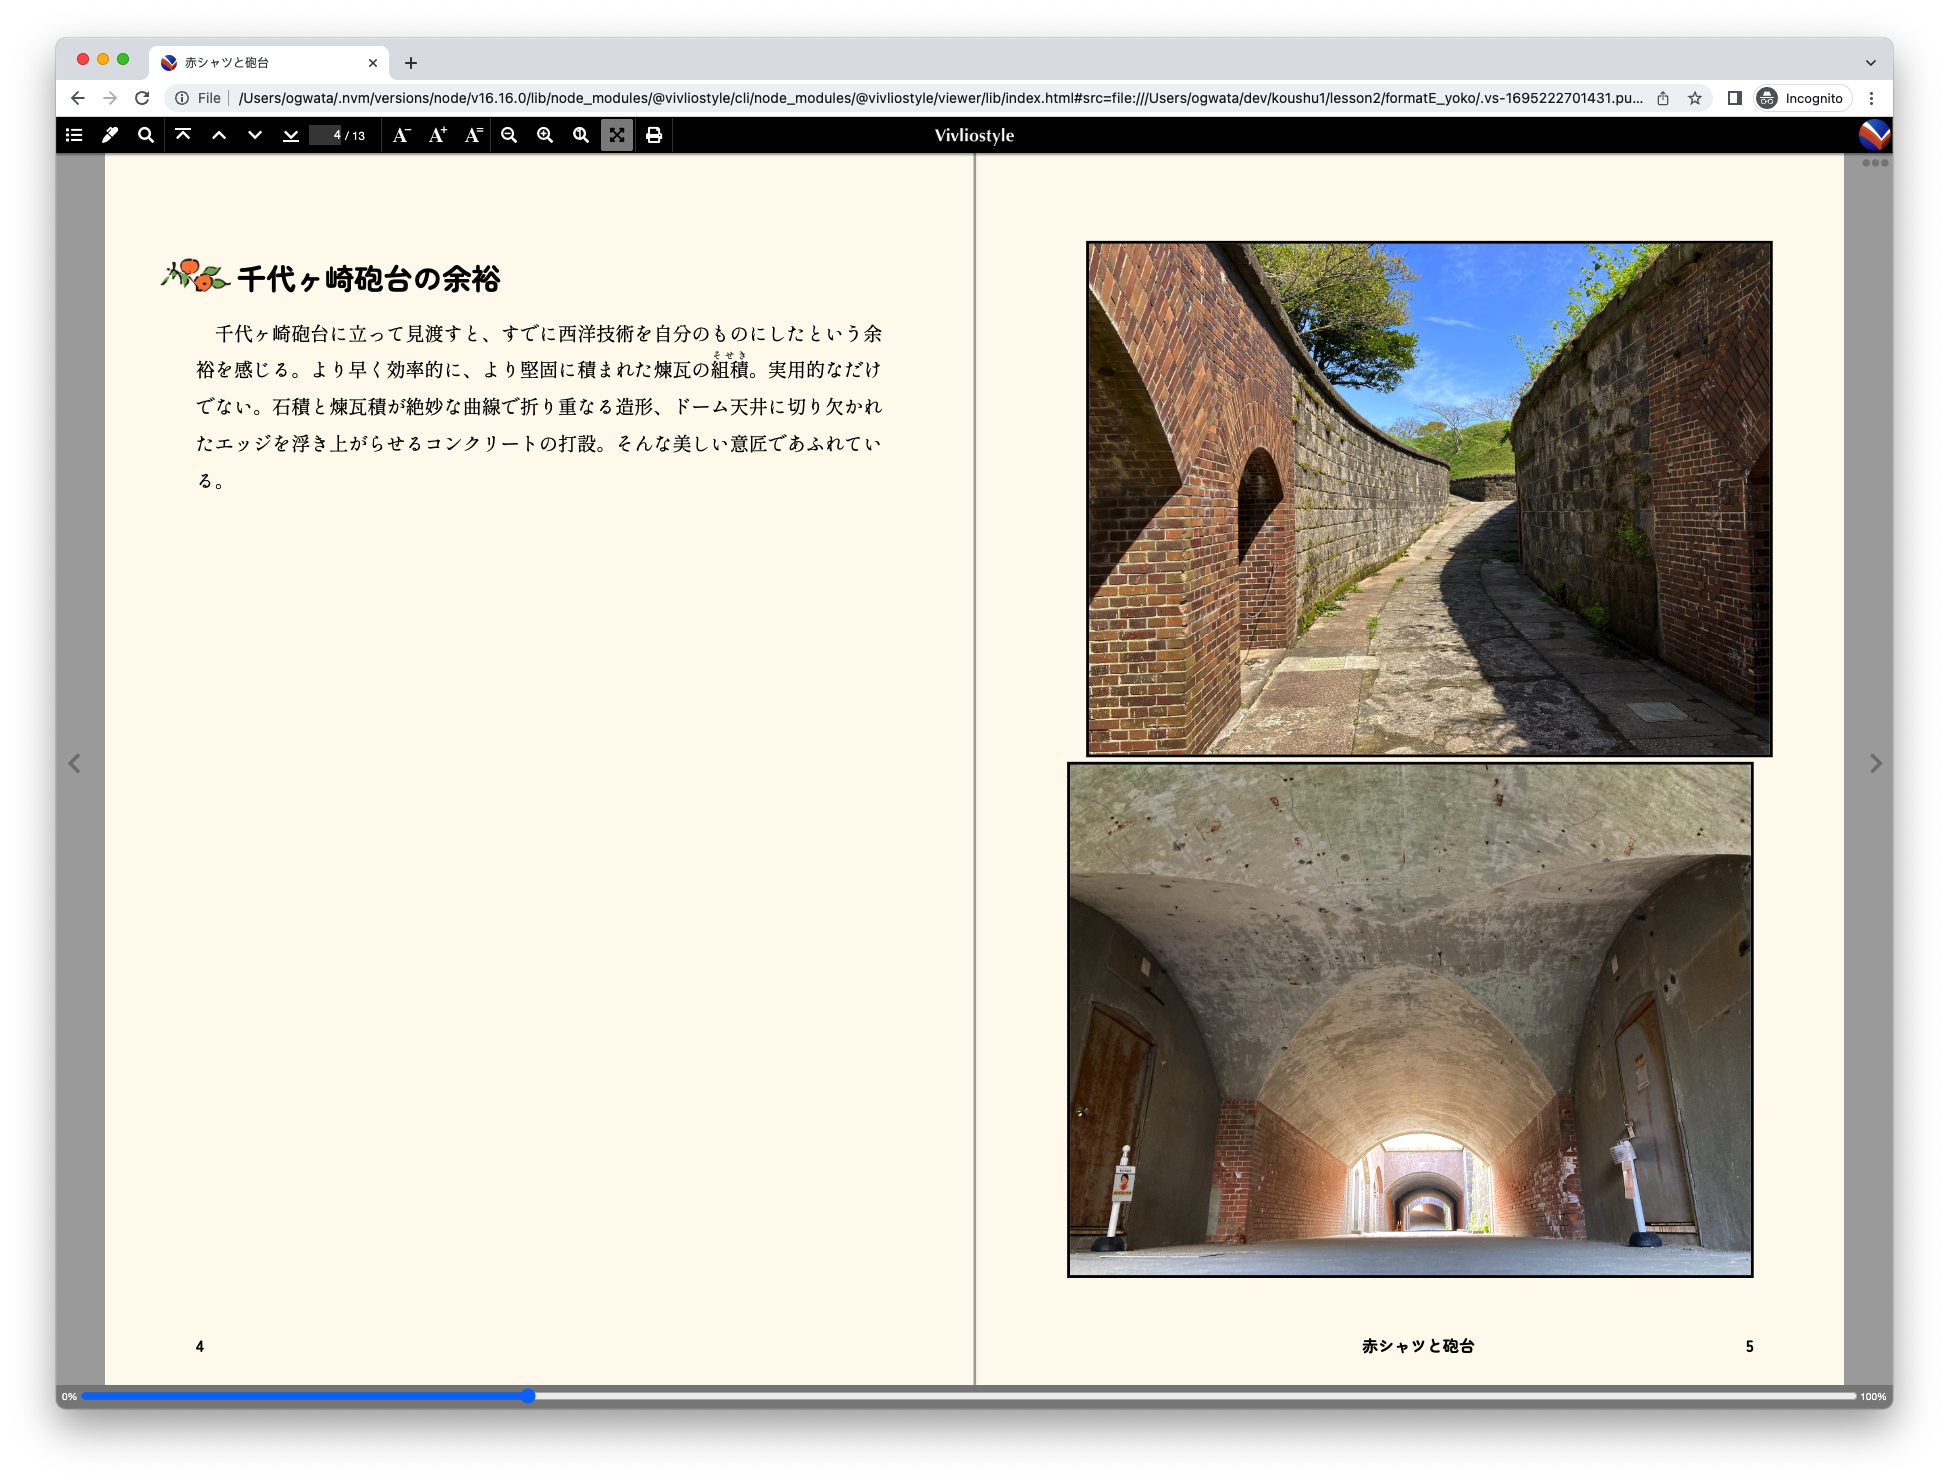 赤シャツと砲台
File
/Users/ogwata/.nvm/versions/node/v16.16.0/lib/node_modules/@vivliostyle/cli/node_modules/@vivliostyle/viewer/lib/index.html#src=file:///Users/ogwata/dev/koushu1/lesson2/formatE_yoko/.vs-1695222701431.pu...
Incognito
4 / 13
A- A+ A=
Vivliostyle
千代ヶ崎砲台の余裕
千代ヶ崎砲台に立って見渡すと、すでに西洋技術を自分のものにしたという余
そせき
裕を感じる。より早く効率的に、より堅固に積まれた煉瓦の組積。実用的なだけ
でない。石積と煉瓦積が絶妙な曲線で折り重なる造形、ドーム天井に切り欠かれ
たエッジを浮き上がらせるコンクリートの打設。そんな美しい意匠であふれてい
る。
4
赤シャツと砲台
5
0%
100%